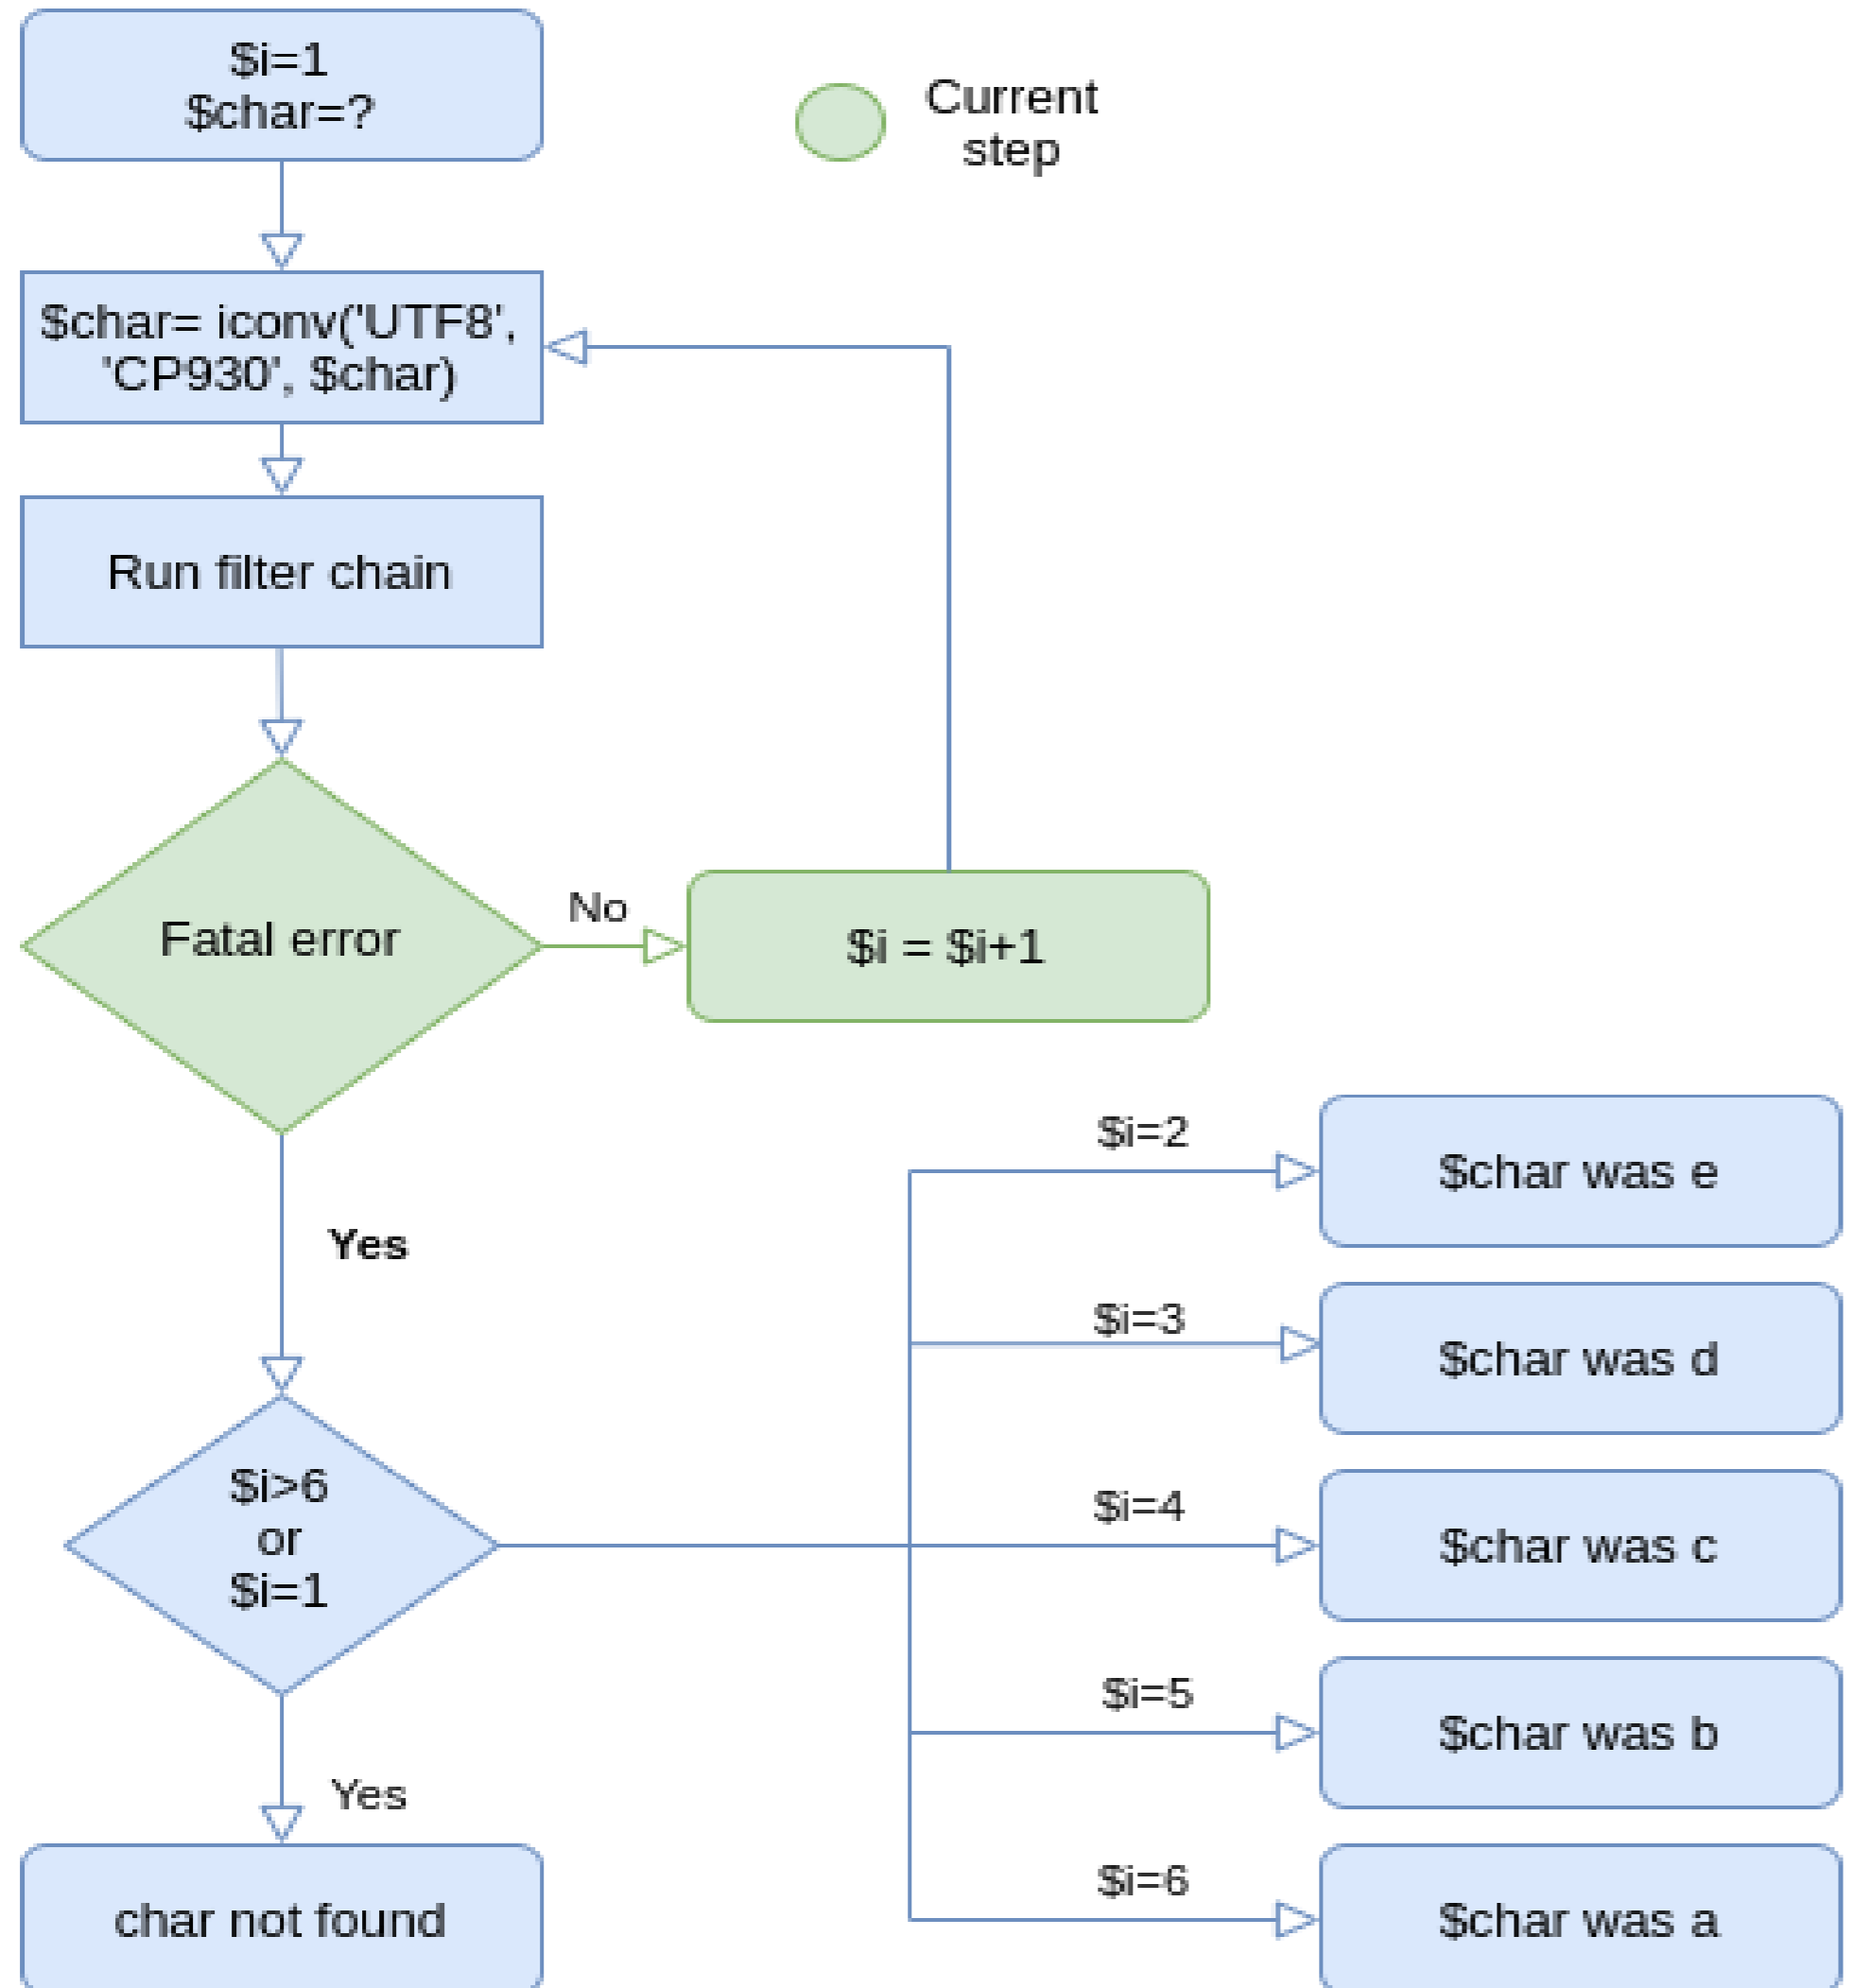 $i=1
$char=?
Current
step
$char= iconv('UTF8',
'CP930', $char)
Run filter chain
Fatal error
No
$i = $i+1
Yes
$i=2
$char was e
$i=3
$char was d
$i>6
or
$i=1
$i=4
$char was c
$i=5
$char was b
Yes
$i=6
$char was a
char not found